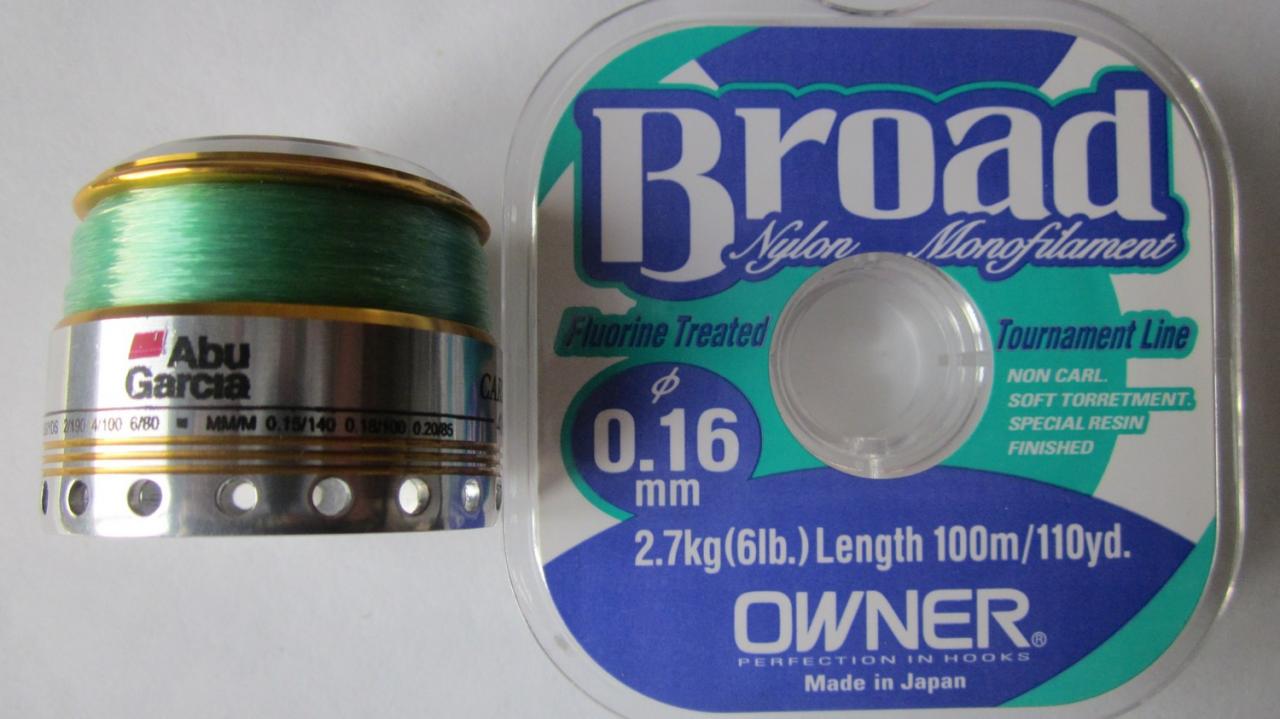 Abu
Garcia
2/190 4/100 6/80 MM/M 0.15/140 0.18/100 0.20/85
Broad
Nylon Monofilament
Fluorine Treated
Tournament Line
NON CARL.
SOFT TORRETMENT.
SPECIAL RESIN
FINISHED
φ
0.16
mm
2.7kg(6lb.) Length 100m/110yd.
OWNER®
PERFECTION IN HOOKS
Made in Japan